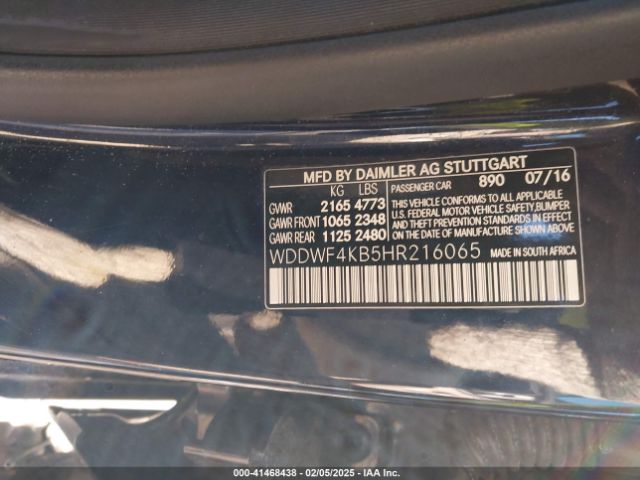 MFD BY DAIMLER AG STUTTGART
KG LBS
GVWR 2165 4773
GAWR FRONT 1065 2348
GAWR REAR 1125 2480
PASSENGER CAR 890 07/16
THIS VEHICLE CONFORMS TO ALL APPLICABLE
U.S. FEDERAL MOTOR VEHICLE SAFETY, BUMPER
AND THEFT PREVENTION STANDARDS IN EFFECT
ON THE DATE OF MANUFACTURE SHOWN ABOVE
WDDWF4KB5HR216065 MADE IN SOUTH AFRICA
000-41468438 - 02/05/2025 - IAA Inc.